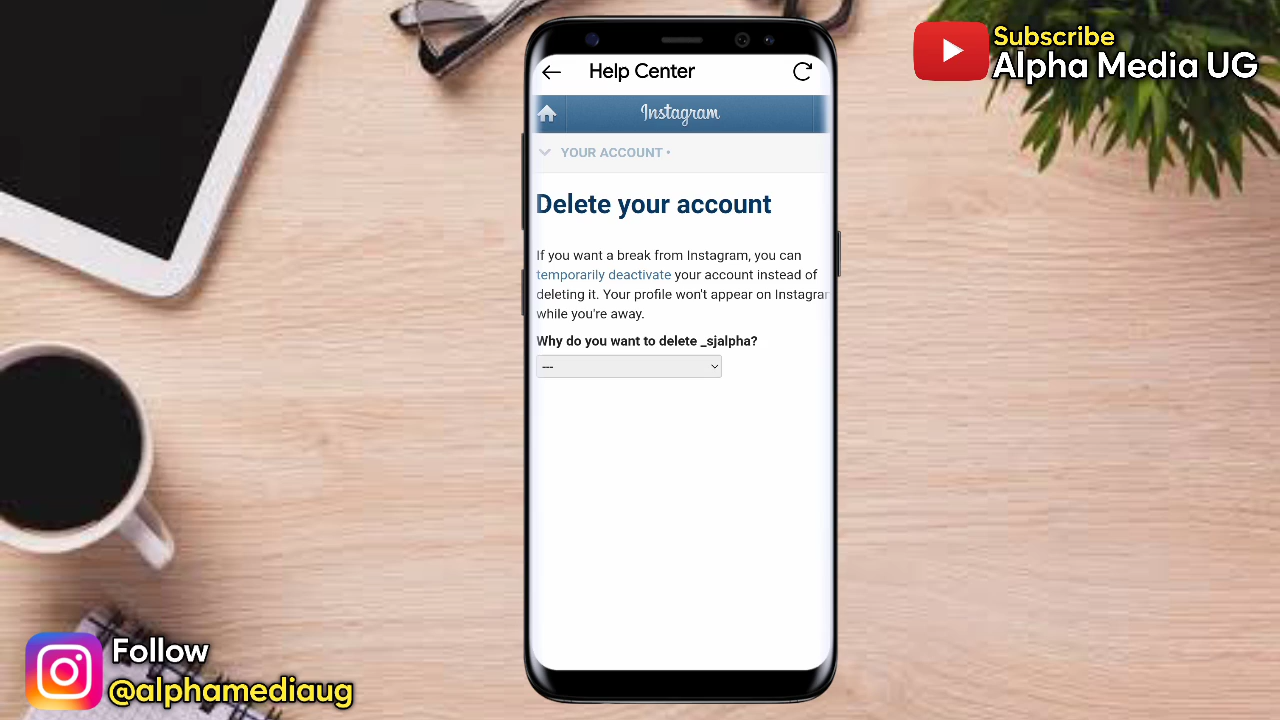 Subscribe
Alpha Media UG
Help Center
Instagram
YOUR ACCOUNT •
Delete your account
If you want a break from Instagram, you can
temporarily deactivate your account instead of
deleting it. Your profile won't appear on Instagram
while you're away.
Why do you want to delete _sjalpha?
---
Follow
@alphamediaug